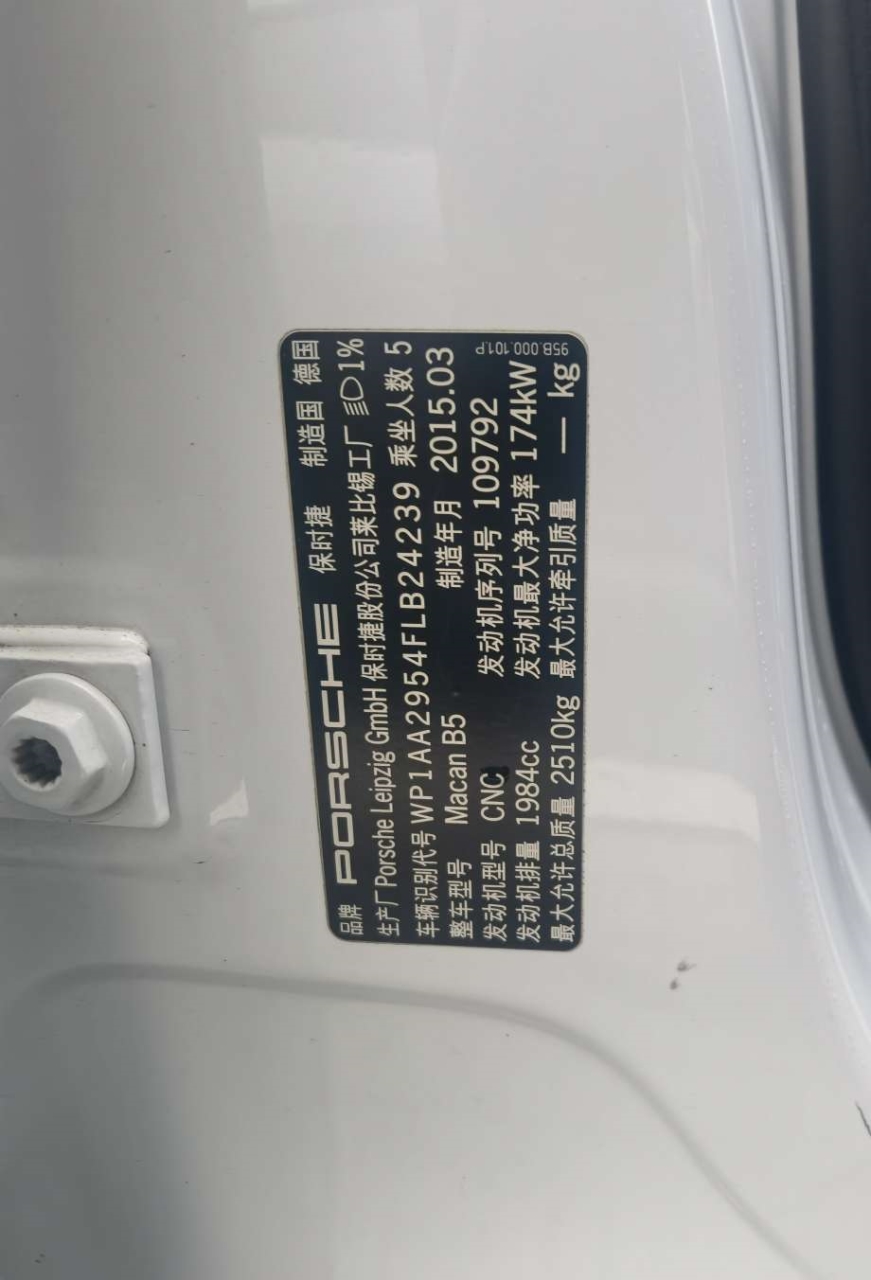 品牌 PORSCHE 保时捷 制造国 德国
生产厂 Porsche Leipzig GmbH 保时捷股份公司莱比锡工厂 1%
车辆识别代号 WP1AA2954FLB24239 乘坐人数 5
整车型号 Macan B5 制造年月 2015.03
发动机型号 CNC 发动机序列号 109792
发动机排量 1984cc 发动机最大净功率 174kW
最大允许总质量 2510kg 最大允许牵引质量 — kg
95B.000.101.P